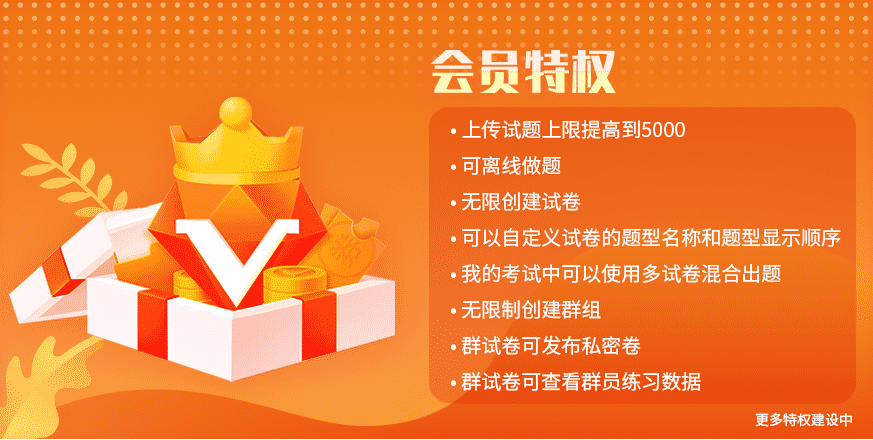 会员特权
• 上传试题上限提高到5000
• 可离线做题
• 无限创建试卷
• 可以自定义试卷的题型名称和题型显示顺序
• 我的考试中可以使用多试卷混合出题
• 无限制创建群组
• 群试卷可发布私密卷
• 群试卷可查看群员练习数据
V
券
更多特权建设中